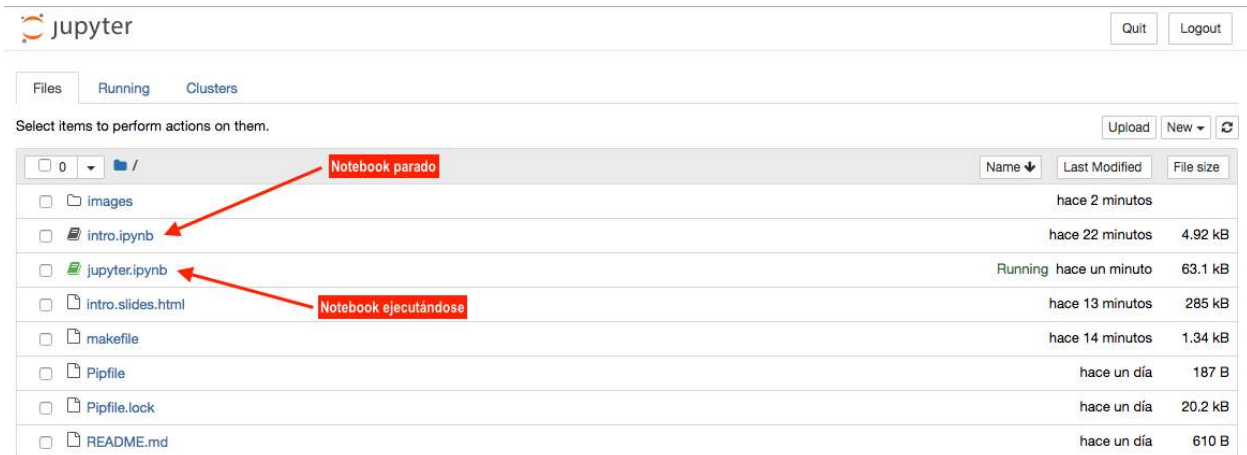 jupyter Quit Logout
Files Running Clusters
Select items to perform actions on them. Upload New
0 / Notebook parado Name Last Modified File size
images hace 2 minutos
intro.ipynb hace 22 minutos 4.92 kB
jupyter.ipynb Running hace un minuto 63.1 kB
intro.slides.html Notebook ejecutándose hace 13 minutos 285 kB
makefile hace 14 minutos 1.34 kB
Pipfile hace un día 187 B
Pipfile.lock hace un día 20.2 kB
README.md hace un día 610 B